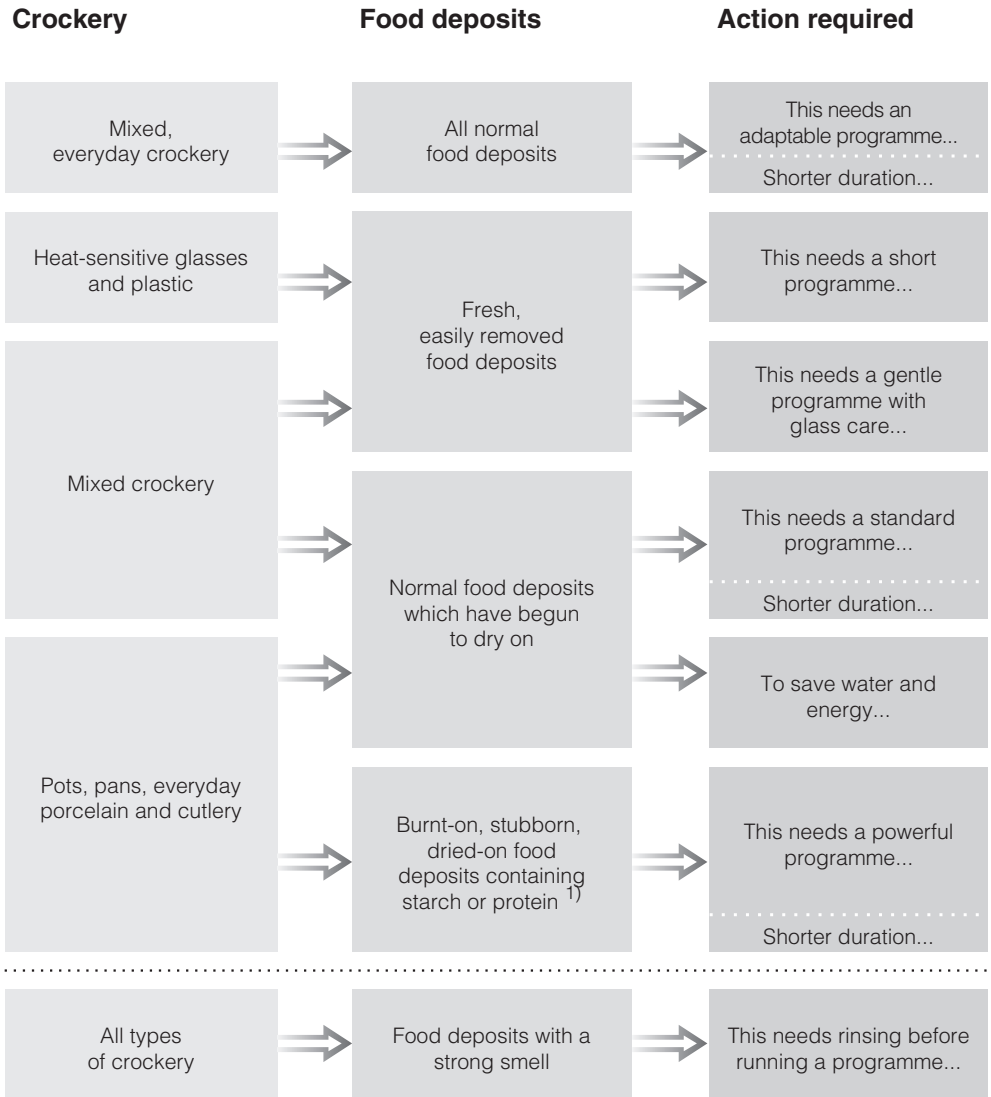 Crockery
Food deposits
Action required
Mixed,
everyday crockery
All normal
food deposits
This needs an
adaptable programme...
Shorter duration...
Heat-sensitive glasses
and plastic
Fresh,
easily removed
food deposits
This needs a short
programme...
Mixed crockery
This needs a gentle
programme with
glass care...
Normal food deposits
which have begun
to dry on
This needs a standard
programme...
Shorter duration...
Pots, pans, everyday
porcelain and cutlery
To save water and
energy...
Burnt-on, stubborn,
dried-on food
deposits containing
starch or protein 1)
This needs a powerful
programme...
Shorter duration...
All types
of crockery
Food deposits with a
strong smell
This needs rinsing before
running a programme...